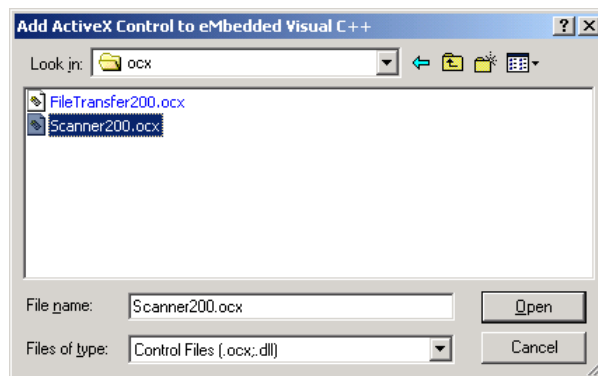 Add ActiveX Control to eMbedded Visual C++
Look in: ocx
FileTransfer200.ocx
Scanner200.ocx
File name: Scanner200.ocx Open
Files of type: Control Files (.ocx;.dll) Cancel